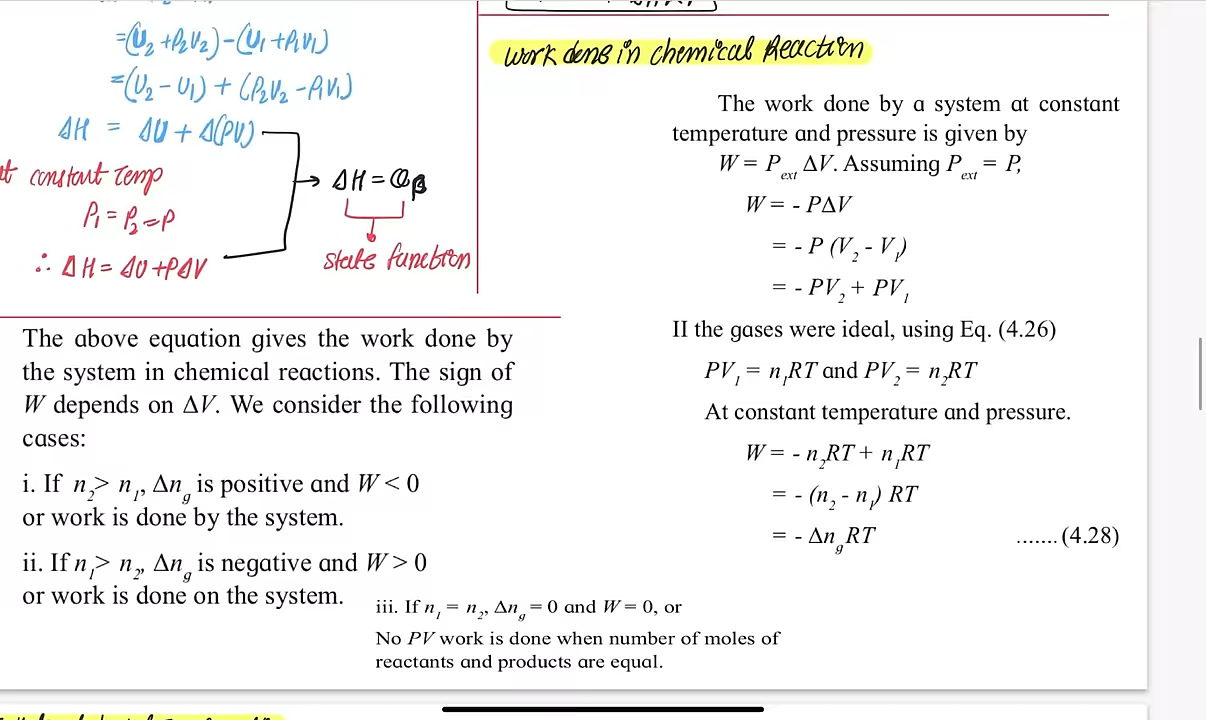 =(U₂ +P₂V₂)-(U₁ +P₁V₁)
=(U₂ - U₁) + (P₂V₂ -P₁V₁)
ΔH = ΔU + Δ(PV)
constant Temp
P₁ = P₂ = P
∴ ΔH = ΔU +PΔV
ΔH = Qp
state function
The above equation gives the work done by
the system in chemical reactions. The sign of
W depends on ΔV. We consider the following
cases:
i. If n₂> n₁, Δng is positive and W < 0
or work is done by the system.
ii. If n₁> n₂, Δng is negative and W > 0
or work is done on the system.
iii. If n₁ = n₂, Δng = 0 and W = 0, or
No PV work is done when number of moles of
reactants and products are equal.
work done in chemical Reaction
The work done by a system at constant
temperature and pressure is given by
W = Pext ΔV. Assuming Pext = P,
W = - PΔV
= - P (V₂ - V₁)
= - PV₂ + PV₁
II the gases were ideal, using Eq. (4.26)
PV₁ = n₁RT and PV₂ = n₂RT
At constant temperature and pressure.
W = - n₂RT + n₁RT
= - (n₂ - n₁) RT
= - ΔngRT .......(4.28)